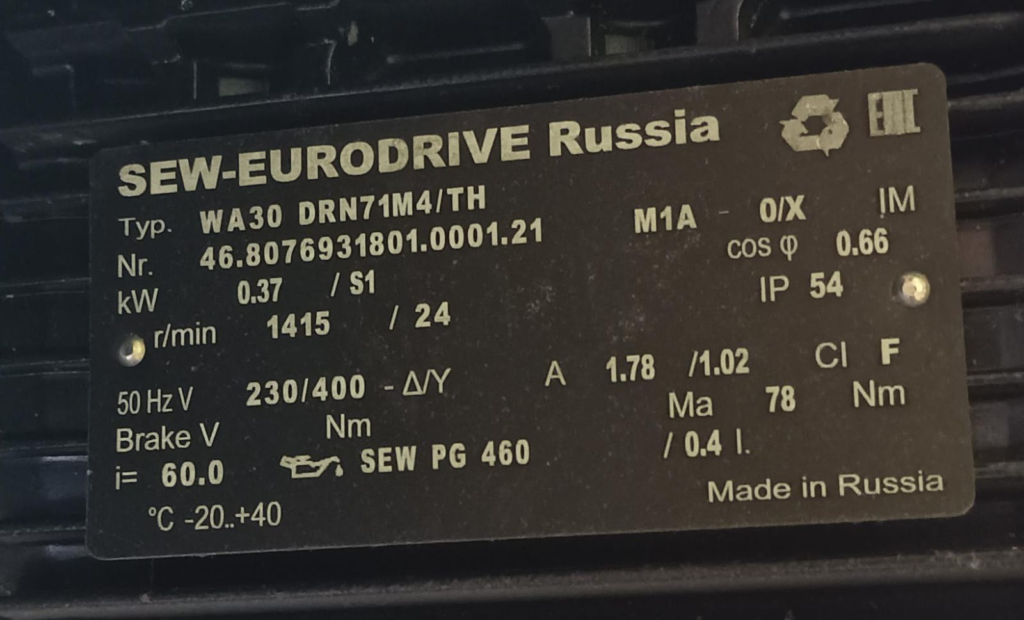 SEW-EURODRIVE Russia EAC
Typ. WA30 DRN71M4/TH
Nr. 46.8076931801.0001.21 M1A - 0/X IM
kW 0.37 / S1 cos φ 0.66
r/min 1415 / 24 IP 54
50 Hz V 230/400 - Δ/Y A 1.78 /1.02 Cl F
Brake V Nm Ma 78 Nm
i= 60.0 SEW PG 460 / 0.4 l.
°C -20..+40 Made in Russia